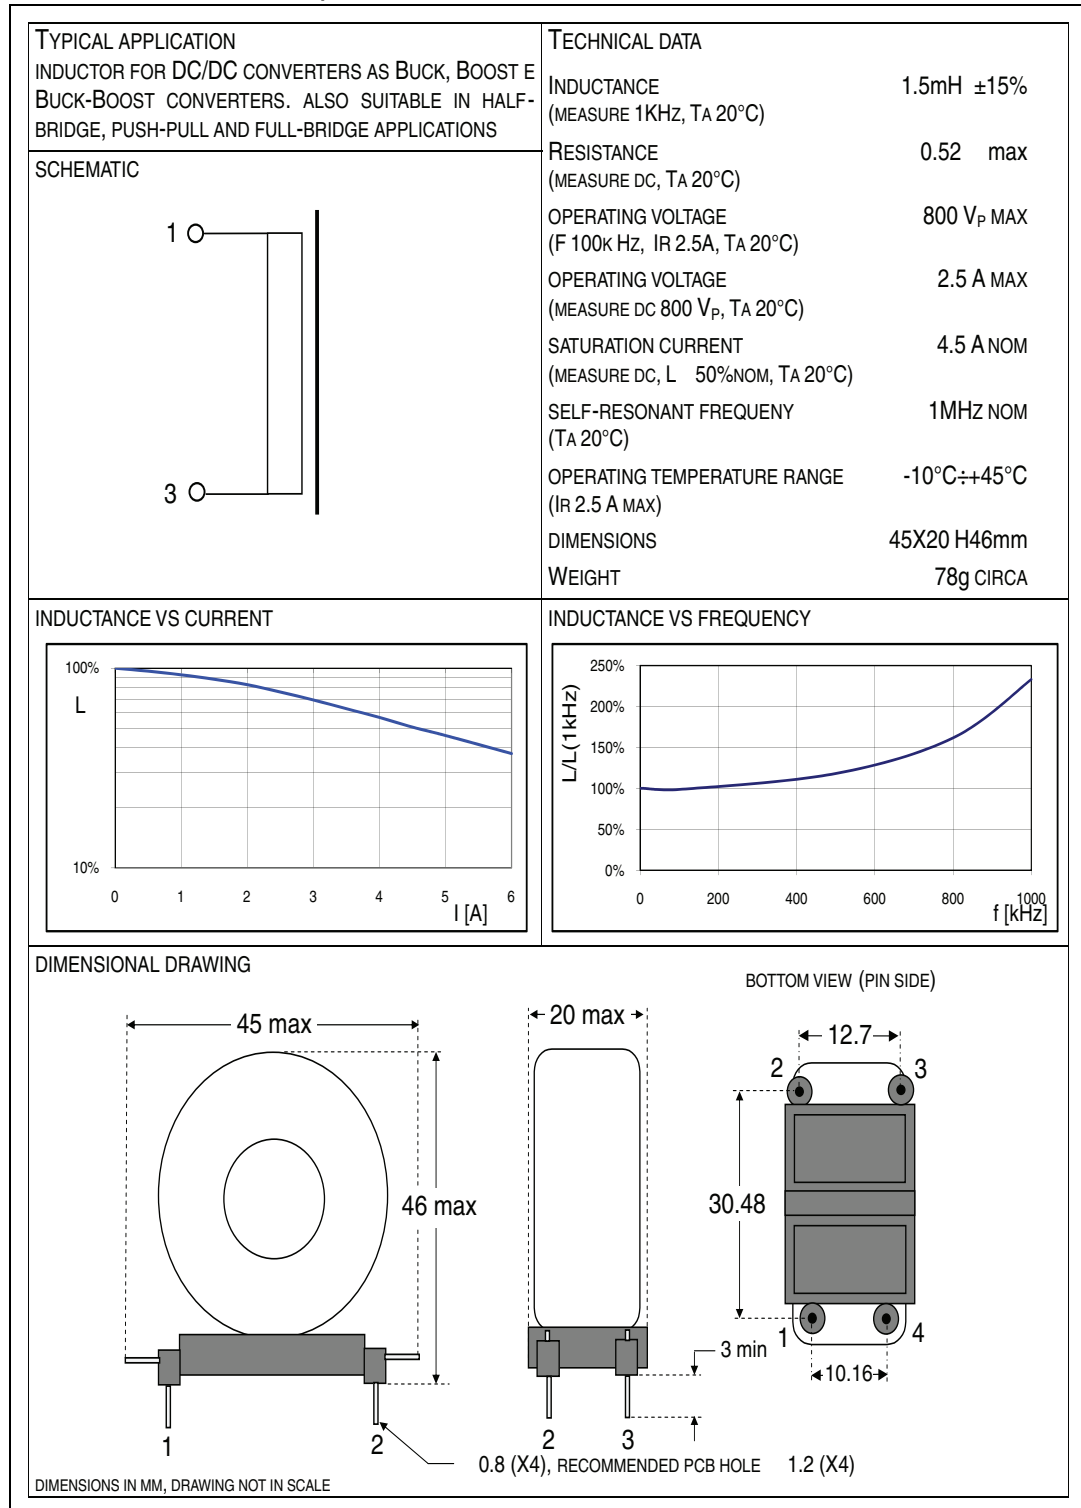 TYPICAL APPLICATION
INDUCTOR FOR DC/DC CONVERTERS AS BUCK, BOOST E
BUCK-BOOST CONVERTERS. ALSO SUITABLE IN HALF-
BRIDGE, PUSH-PULL AND FULL-BRIDGE APPLICATIONS
SCHEMATIC
1
3
TECHNICAL DATA
INDUCTANCE 1.5mH ±15%
(MEASURE 1KHZ, TA 20°C)
RESISTANCE 0.52 max
(MEASURE DC, TA 20°C)
OPERATING VOLTAGE 800 VP MAX
(F 100K HZ, IR 2.5A, TA 20°C)
OPERATING VOLTAGE 2.5 A MAX
(MEASURE DC 800 VP, TA 20°C)
SATURATION CURRENT 4.5 A NOM
(MEASURE DC, L 50%NOM, TA 20°C)
SELF-RESONANT FREQUENY 1MHZ NOM
(TA 20°C)
OPERATING TEMPERATURE RANGE -10°C÷+45°C
(IR 2.5 A MAX)
DIMENSIONS 45X20 H46mm
WEIGHT 78g CIRCA
INDUCTANCE VS CURRENT
100%
L
10%
0 1 2 3 4 5 6
I [A]
INDUCTANCE VS FREQUENCY
L/L(1kHz)
250%
200%
150%
100%
50%
0%
0 200 400 600 800 1000
f [kHz]
DIMENSIONAL DRAWING
BOTTOM VIEW (PIN SIDE)
45 max
46 max
1 2
20 max
3 min
2 3
12.7
2 3
30.48
1 4
10.16
0.8 (X4), RECOMMENDED PCB HOLE 1.2 (X4)
DIMENSIONS IN MM, DRAWING NOT IN SCALE